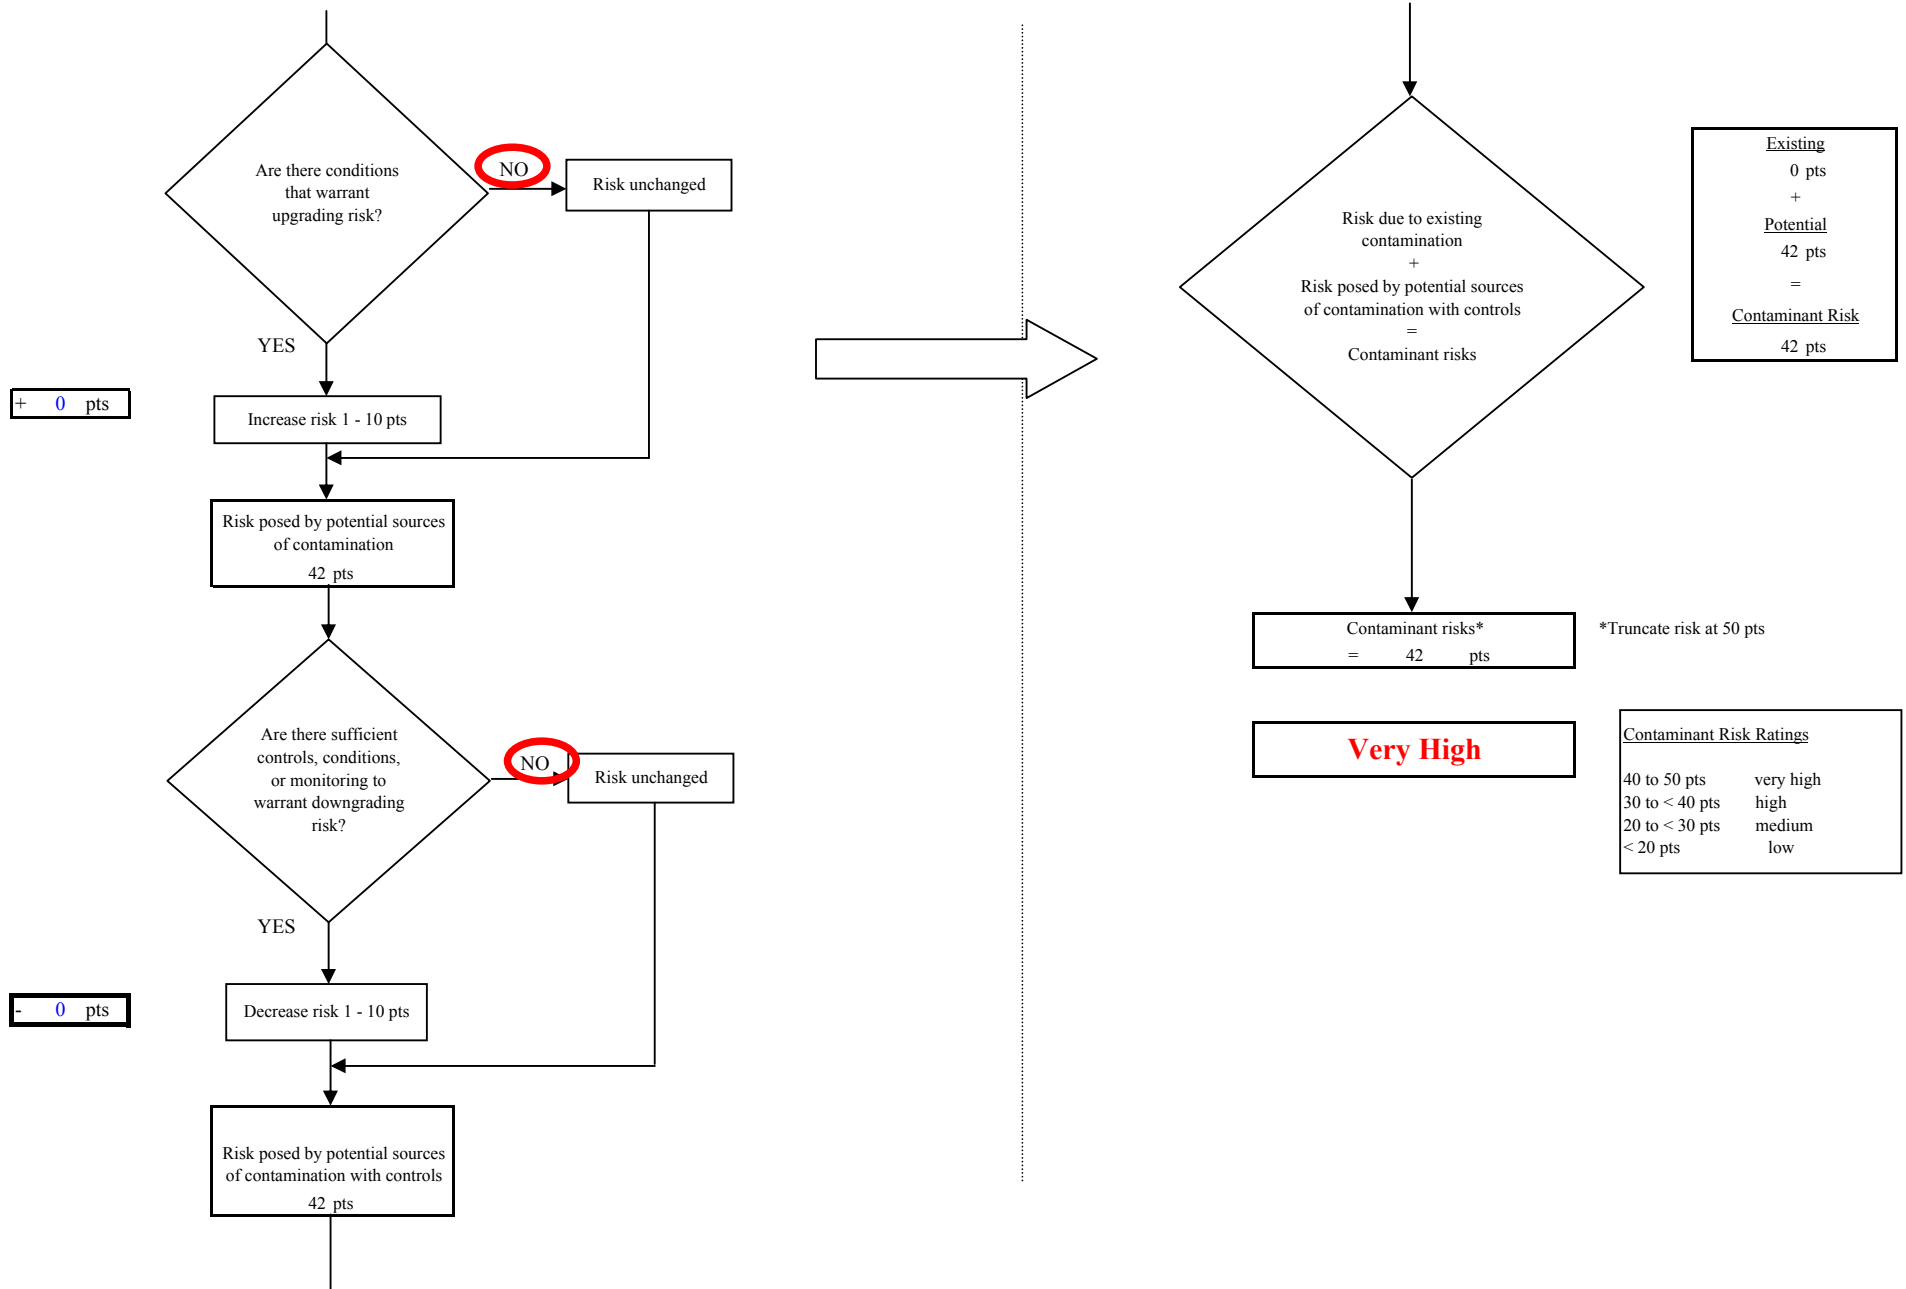 Are there conditions
that warrant
upgrading risk?
NO
Risk unchanged
YES
+ 0 pts
Increase risk 1 - 10 pts
Risk posed by potential sources
of contamination
42 pts
Are there sufficient
controls, conditions,
or monitoring to
warrant downgrading
risk?
NO
Risk unchanged
YES
- 0 pts
Decrease risk 1 - 10 pts
Risk posed by potential sources
of contamination with controls
42 pts
Risk due to existing
contamination
+
Risk posed by potential sources
of contamination with controls
=
Contaminant risks
Existing
0 pts
+
Potential
42 pts
=
Contaminant Risk
42 pts
Contaminant risks*
= 42 pts
*Truncate risk at 50 pts
Very High
Contaminant Risk Ratings
40 to 50 pts very high
30 to < 40 pts high
20 to < 30 pts medium
< 20 pts low